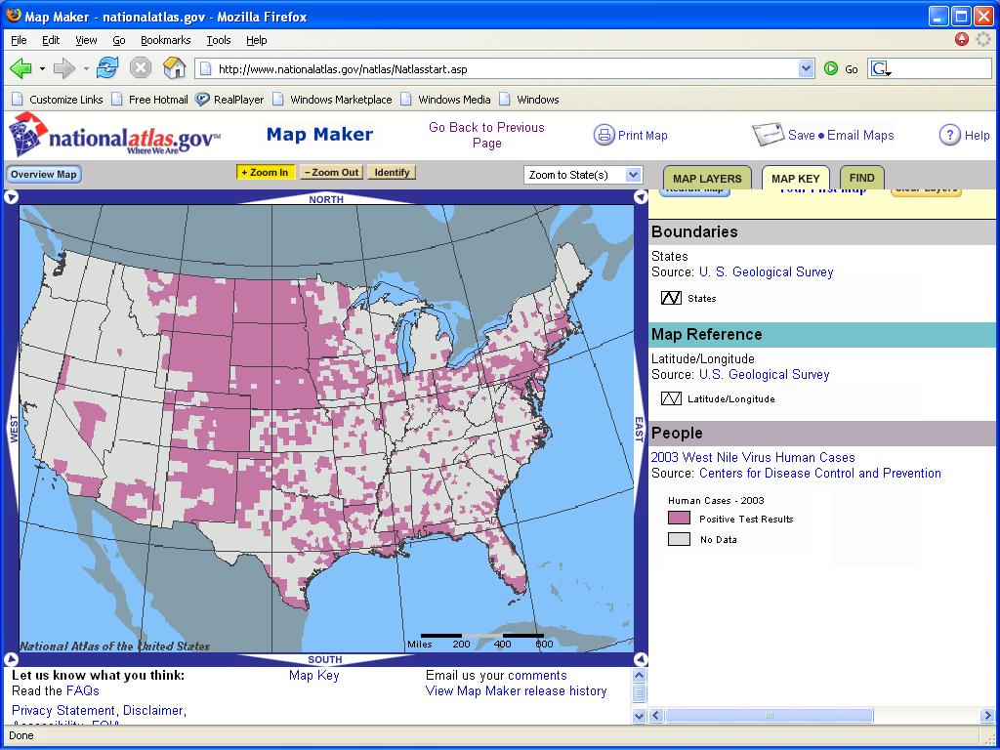 Map Maker - nationalatlas.gov - Mozilla Firefox
File Edit View Go Bookmarks Tools Help
http://www.nationalatlas.gov/natlas/Natlasstart.asp Go G
Customize Links Free Hotmail RealPlayer Windows Marketplace Windows Media Windows
nationalatlas.gov™
Where We Are
Map Maker
Go Back to Previous
Page
Print Map
Save • Email Maps
Help
Overview Map
+ Zoom In
– Zoom Out
Identify
Zoom to State(s)
MAP LAYERS
MAP KEY
FIND
NORTH
WEST
EAST
SOUTH
National Atlas of the United States
Miles 200 400 600
Redraw Map Your First Map Clear Layers
Boundaries
States
Source: U. S. Geological Survey
States
Map Reference
Latitude/Longitude
Source: U.S. Geological Survey
Latitude/Longitude
People
2003 West Nile Virus Human Cases
Source: Centers for Disease Control and Prevention
Human Cases - 2003
Positive Test Results
No Data
Let us know what you think:
Read the FAQs
Privacy Statement, Disclaimer,
Accessibility, FOIA
Map Key
Email us your comments
View Map Maker release history
Done